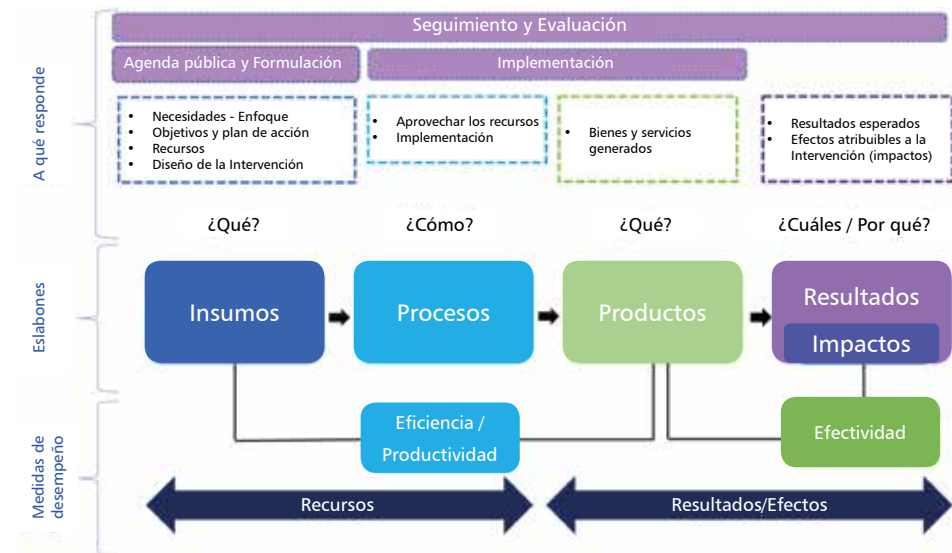 Seguimiento y Evaluación
Agenda pública y Formulación
Implementación
A qué responde
• Necesidades - Enfoque
• Objetivos y plan de acción
• Recursos
• Diseño de la Intervención
• Aprovechar los recursos
• Implementación
• Bienes y servicios
generados
• Resultados esperados
• Efectos atribuibles a la
Intervención (impactos)
¿Qué?
¿Cómo?
¿Qué?
¿Cuáles / Por qué?
Eslabones
Insumos
Procesos
Productos
Resultados
Impactos
Medidas de
desempeño
Eficiencia /
Productividad
Efectividad
Recursos
Resultados/Efectos